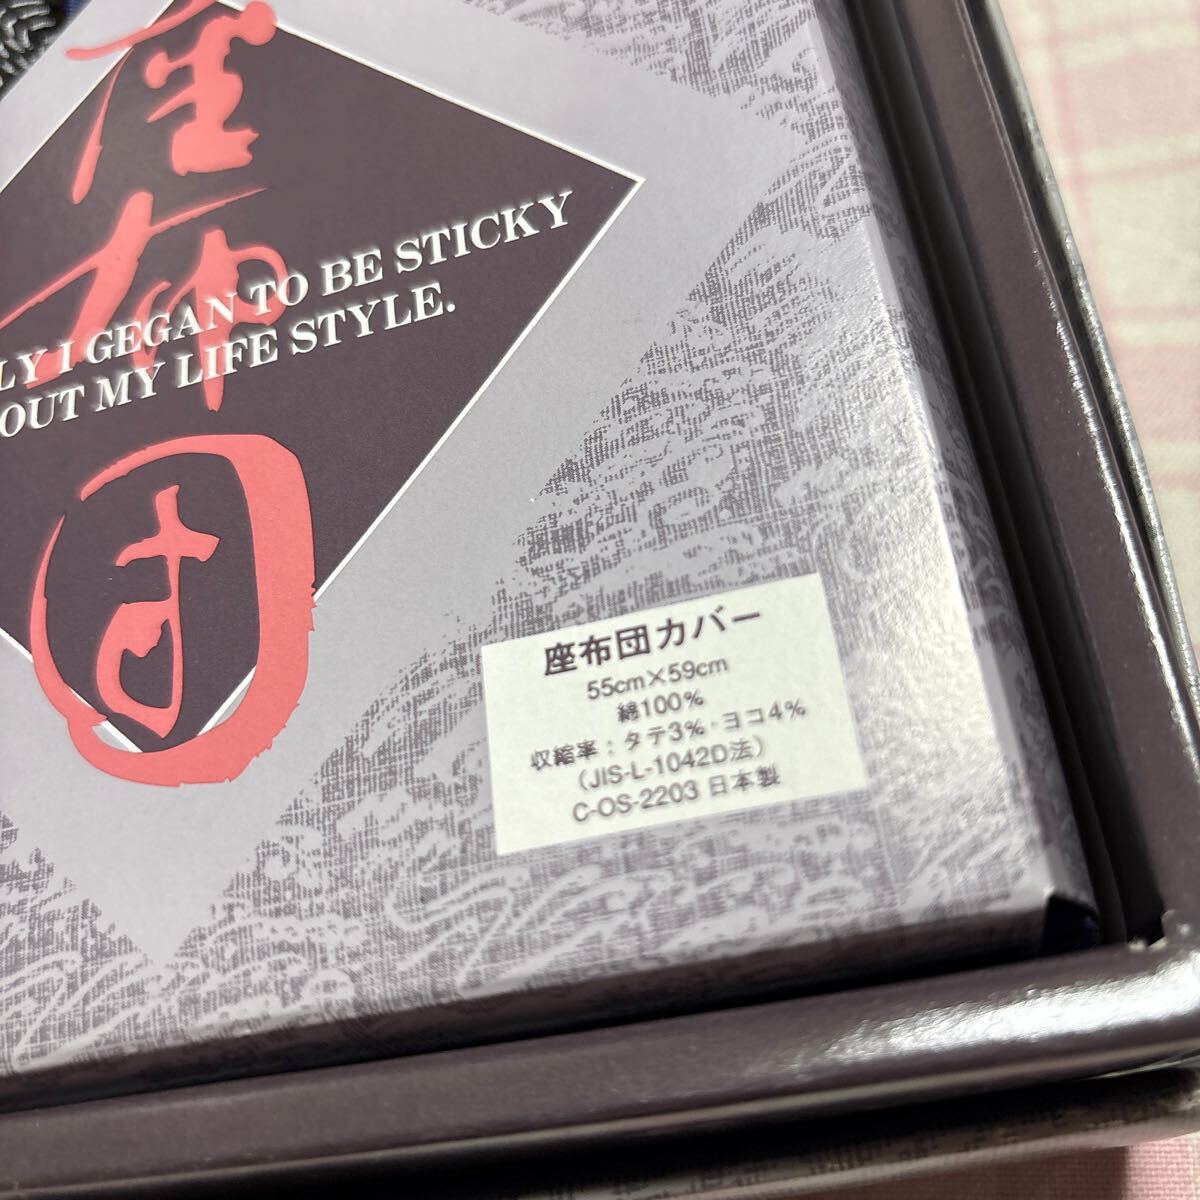 座布団
LY I GEGAN TO BE STICKY
OUT MY LIFE STYLE.
座布団カバー
55cm×59cm
綿100%
収縮率：タテ3%・ヨコ4%
（JIS-L-1042D法）
C-OS-2203 日本製